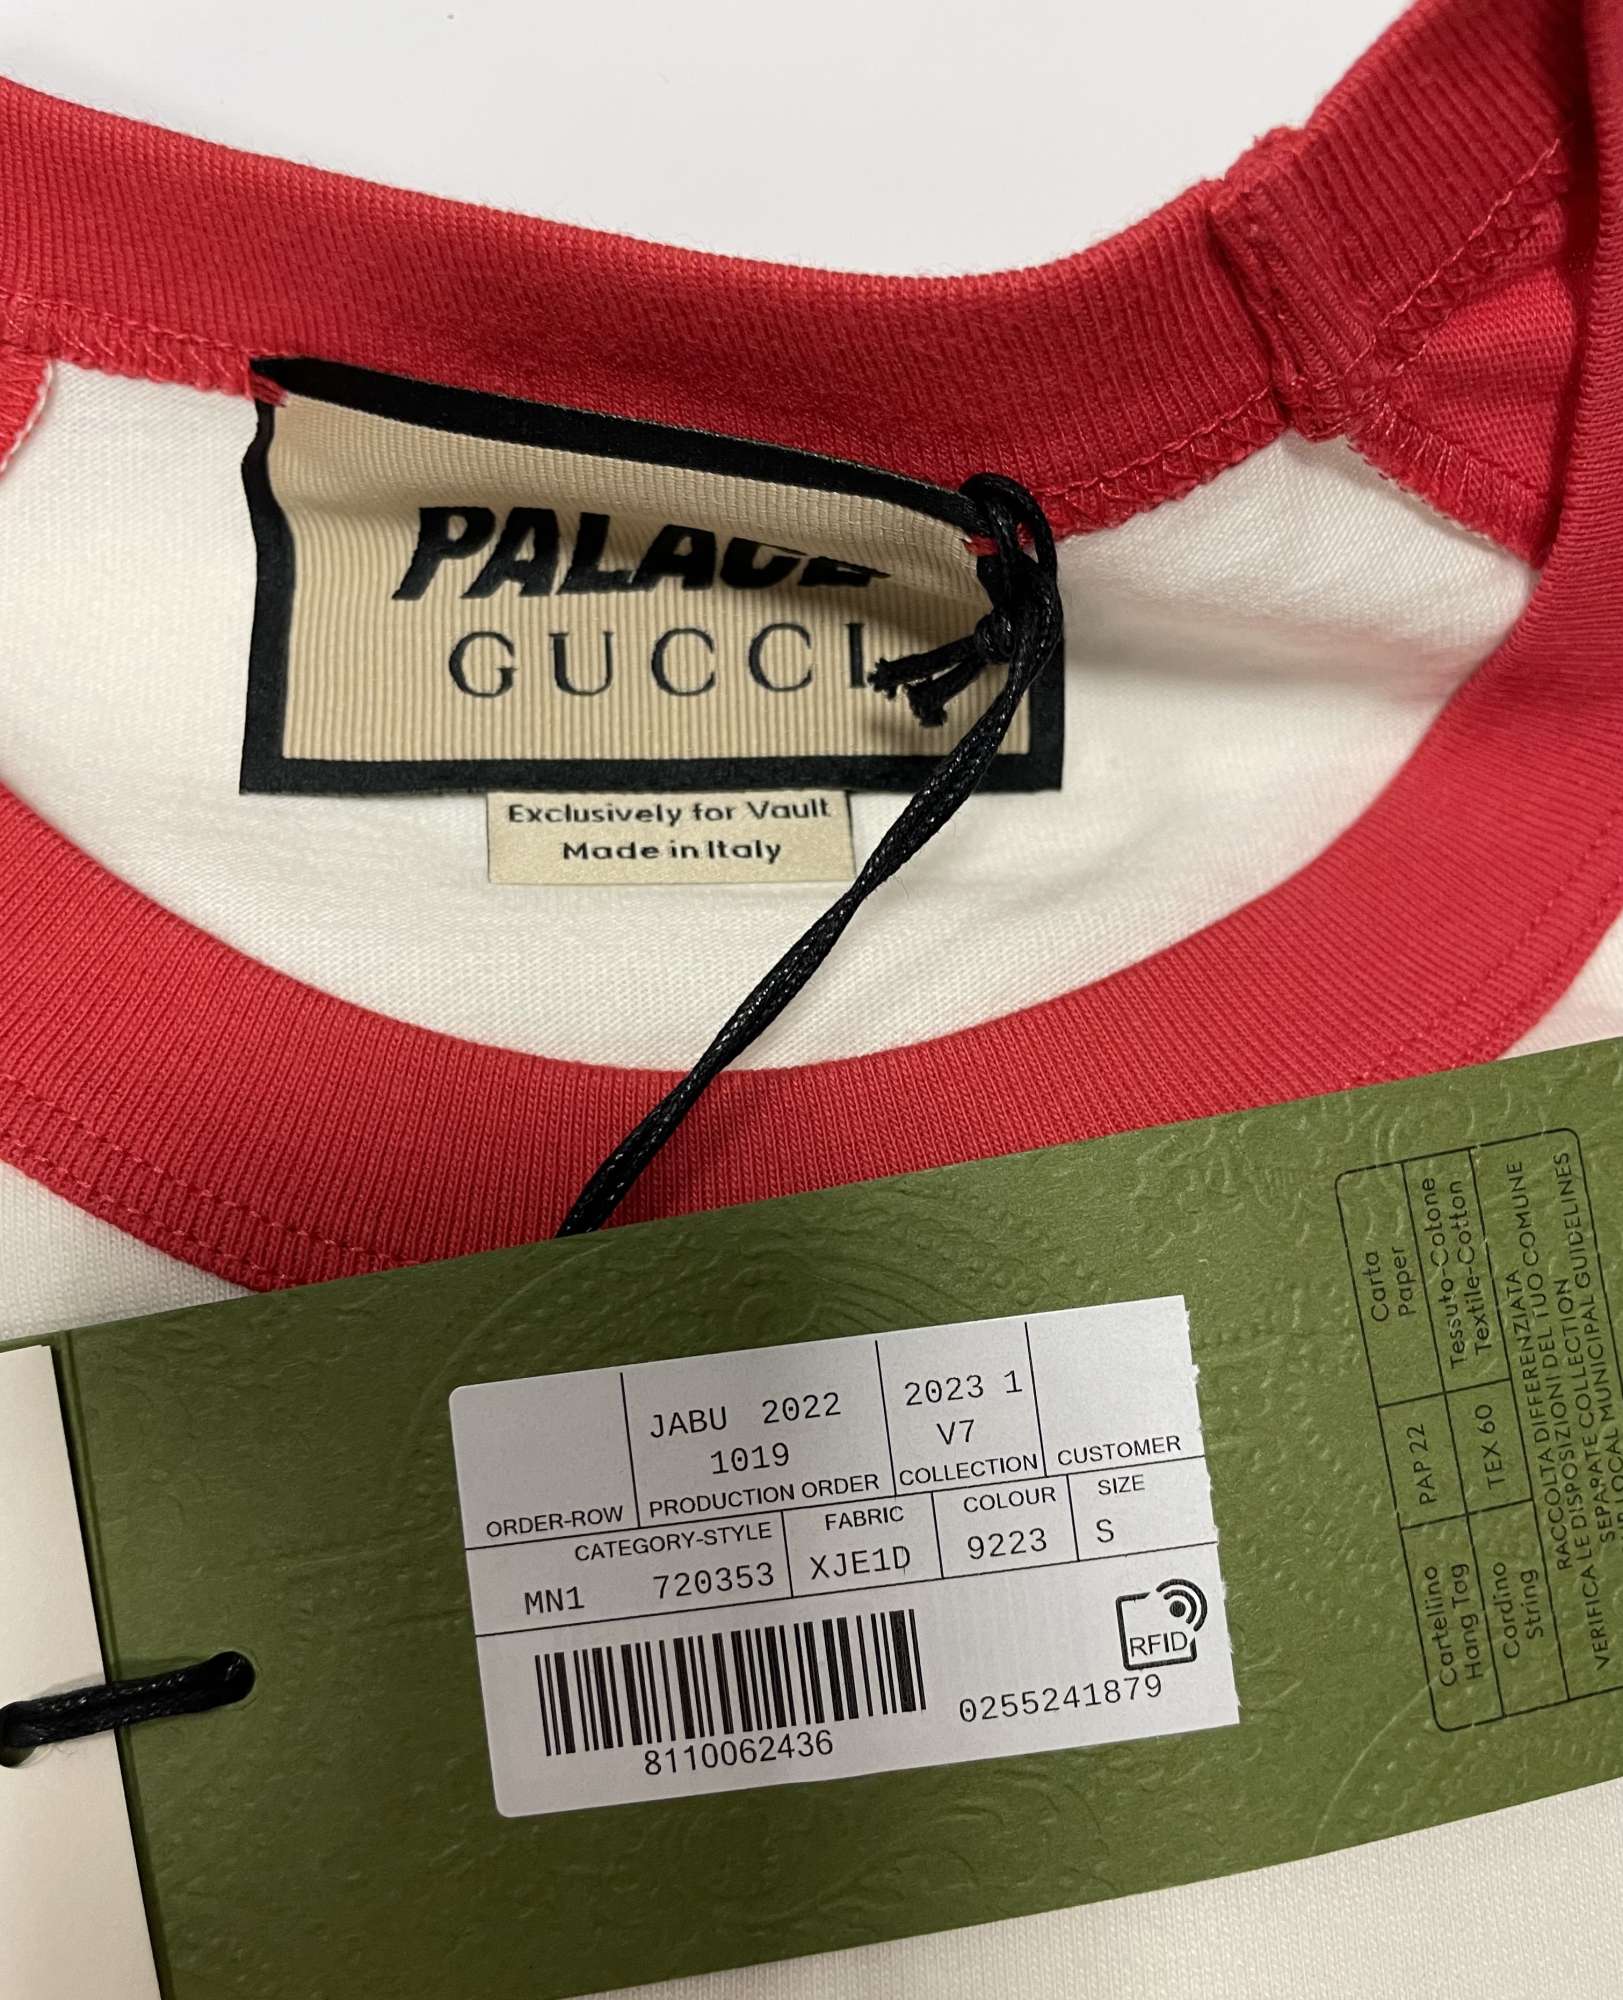 PALACE
GUCCI
Exclusively for Vault
Made in Italy
JABU 2022
1019
PRODUCTION ORDER
2023 1
V7
COLLECTION
CUSTOMER
ORDER-ROW
CATEGORY-STYLE
MN1 720353
FABRIC
XJE1D
COLOUR
9223
SIZE
S
RFID
8110062436
0255241879
Cartellino
Hang Tag
PAP 22
Carta
Paper
Cordino
String
TEX 60
Tessuto-Cotone
Textile-Cotton
RACCOLTA DIFFERENZIATA
VERIFICA LE DISPOSIZIONI DEL TUO COMUNE
SEPARATE COLLECTION
LOCAL MUNICIPAL GUIDELINES